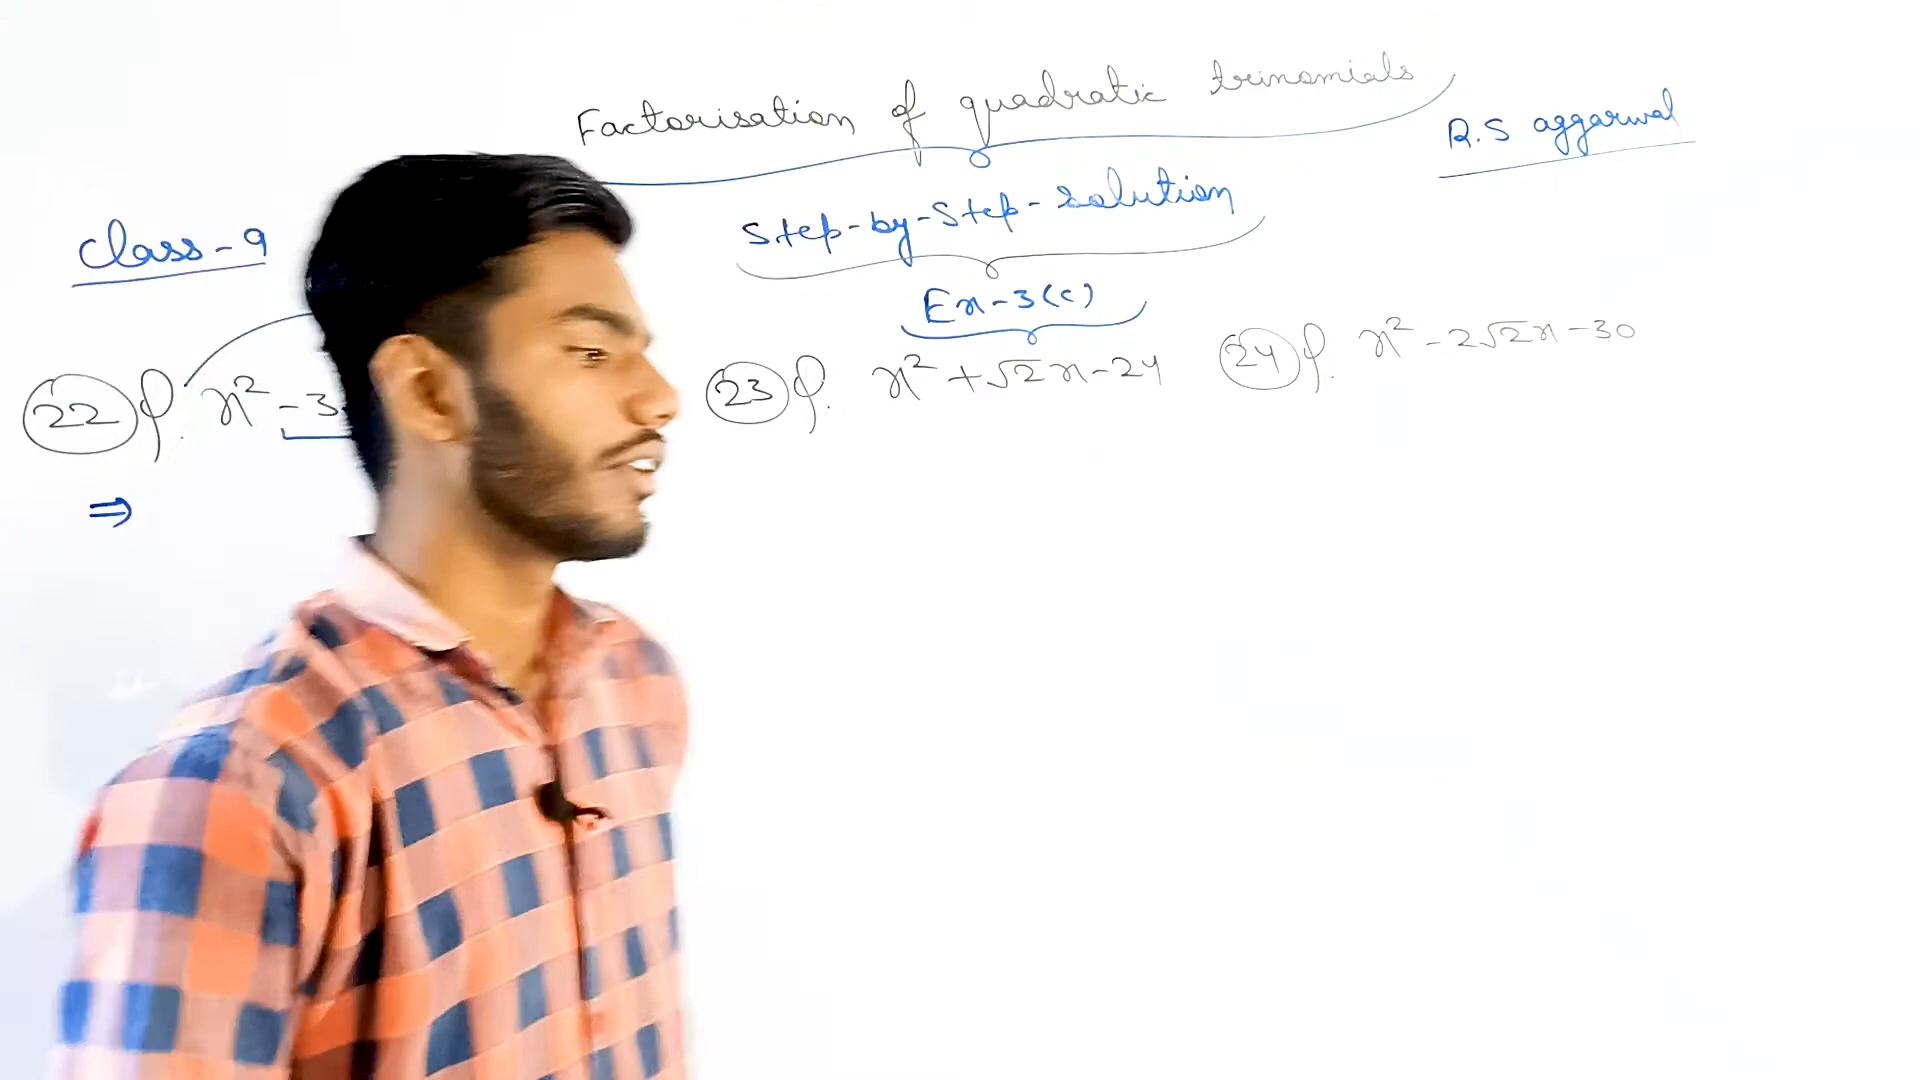 Factorisation of quadratic trinomials
R.S aggarwal
Class-9
Step-by-Step-Solution
Ex-3(c)
22 x² - 3
23 x² + √2x - 24
24 x² - 2√2x - 30
⇒